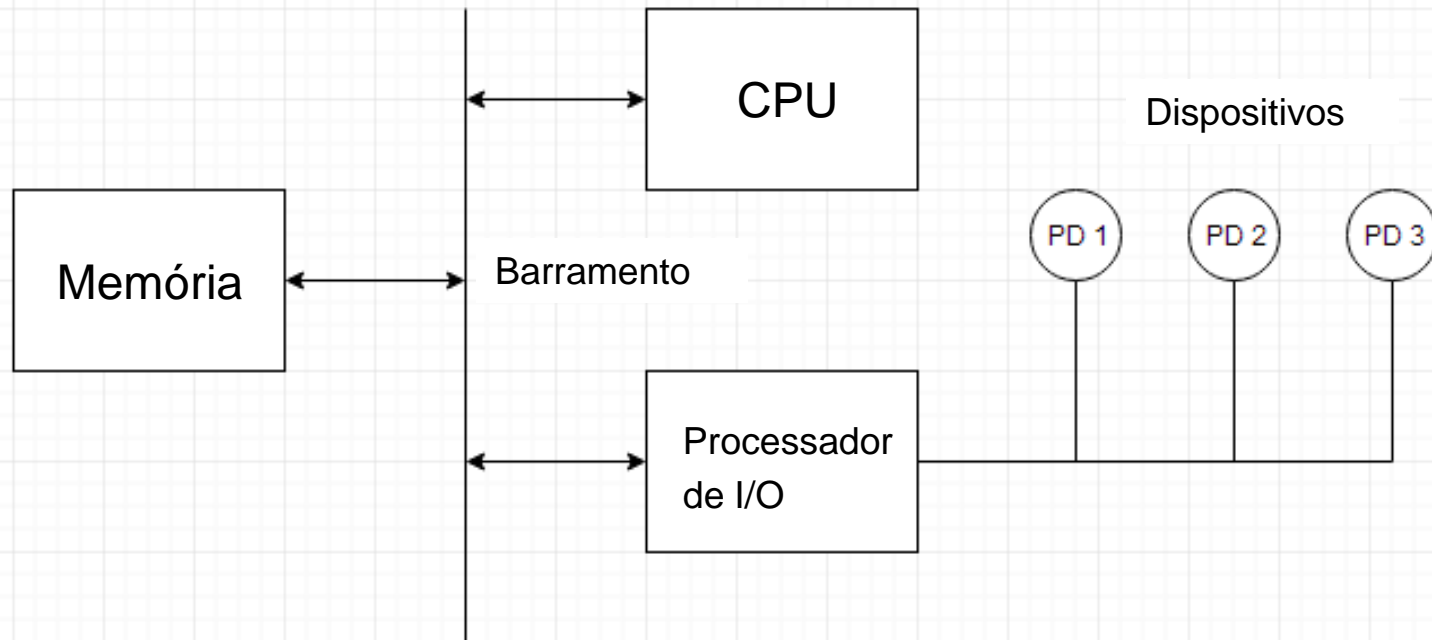 CPU
Dispositivos
PD 1
PD 2
PD 3
Memória
Barramento
Processador
de I/O